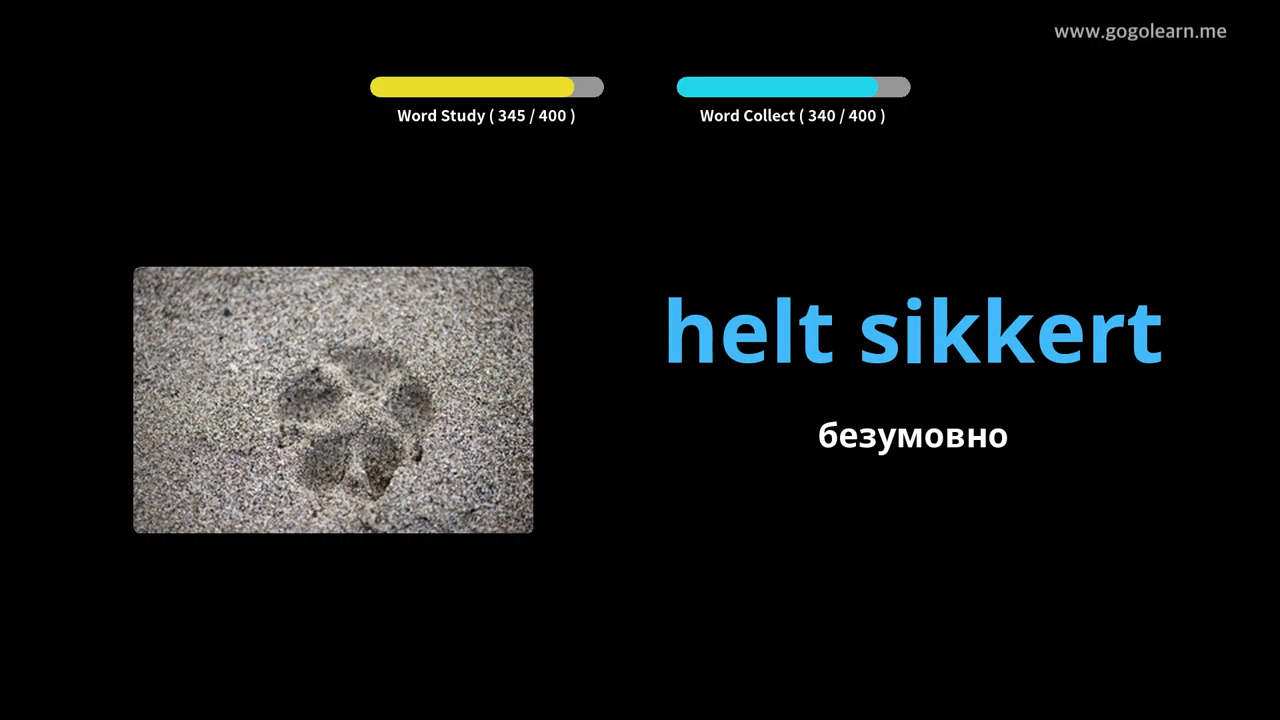 www.gogolearn.me
Word Study ( 345 / 400 )
Word Collect ( 340 / 400 )
helt sikkert
безумовно